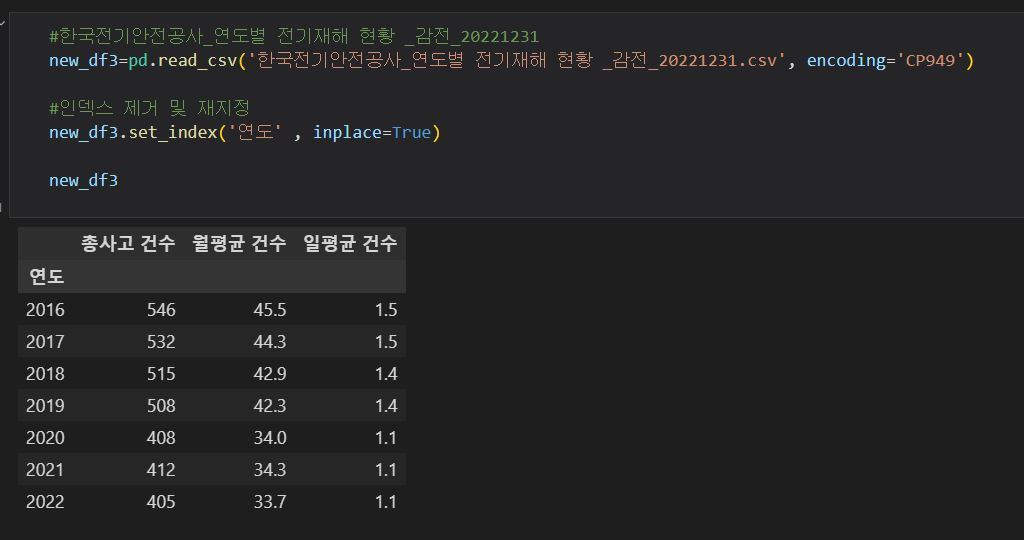 #한국전기안전공사_연도별 전기재해 현황 _감전_20221231
new_df3=pd.read_csv('한국전기안전공사_연도별 전기재해 현황 _감전_20221231.csv', encoding='CP949')
#인덱스 제거 및 재지정
new_df3.set_index('연도' , inplace=True)
new_df3
총사고 건수 월평균 건수 일평균 건수
연도
2016 546 45.5 1.5
2017 532 44.3 1.5
2018 515 42.9 1.4
2019 508 42.3 1.4
2020 408 34.0 1.1
2021 412 34.3 1.1
2022 405 33.7 1.1